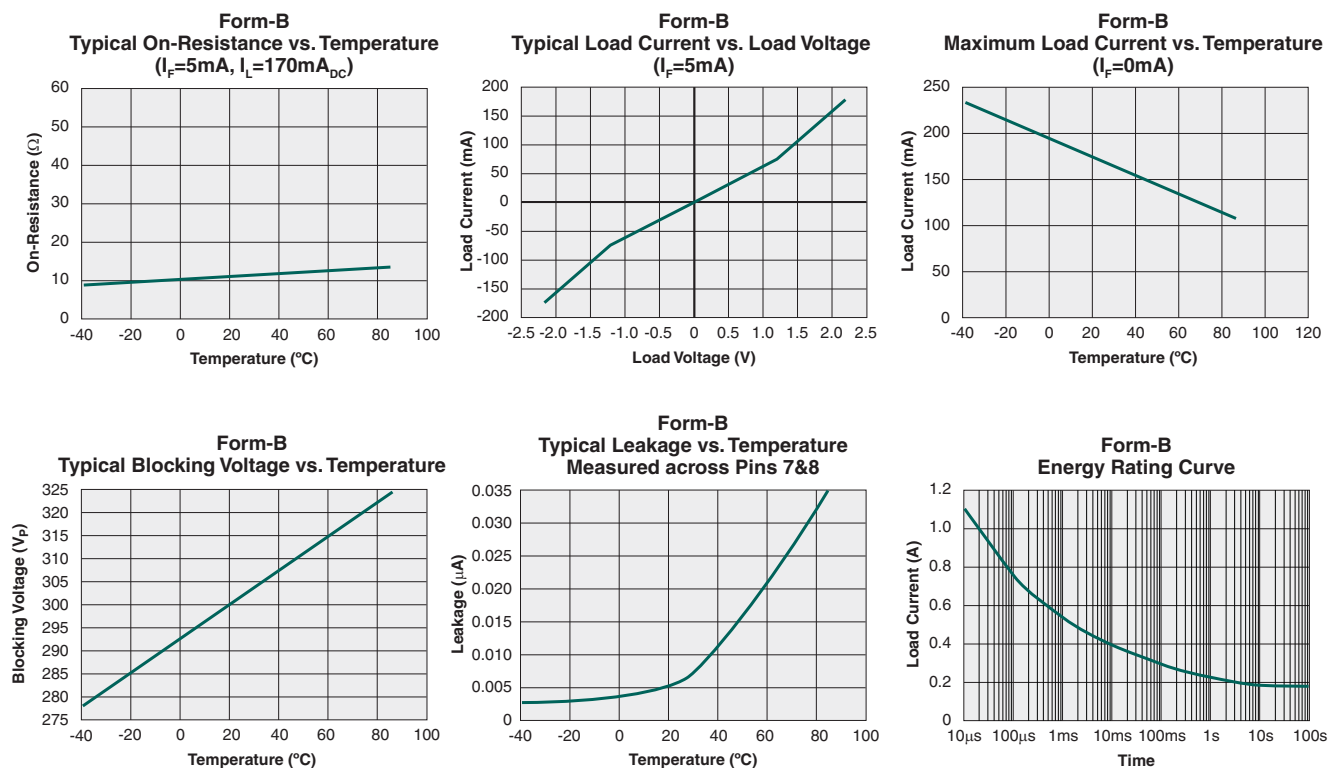 Form-B
Typical On-Resistance vs. Temperature
(IF=5mA, IL=170mADC)
On-Resistance (Ω)
60
50
40
30
20
10
0
-40 -20 0 20 40 60 80 100
Temperature (ºC)
Form-B
Typical Load Current vs. Load Voltage
(IF=5mA)
Load Current (mA)
200
150
100
50
0
-50
-100
-150
-200
-2.5 -2.0 -1.5 -1.0 -0.5 0 0.5 1.0 1.5 2.0 2.5
Load Voltage (V)
Form-B
Maximum Load Current vs. Temperature
(IF=0mA)
Load Current (mA)
250
200
150
100
50
0
-40 -20 0 20 40 60 80 100 120
Temperature (ºC)
Form-B
Typical Blocking Voltage vs. Temperature
Blocking Voltage (VP)
325
320
315
310
305
300
295
290
285
280
275
-40 -20 0 20 40 60 80 100
Temperature (ºC)
Form-B
Typical Leakage vs. Temperature
Measured across Pins 7&8
Leakage (μA)
0.035
0.030
0.025
0.020
0.015
0.010
0.005
0
-40 -20 0 20 40 60 80 100
Temperature (ºC)
Form-B
Energy Rating Curve
Load Current (A)
1.2
1.0
0.8
0.6
0.4
0.2
0
10μs 100μs 1ms 10ms 100ms 1s 10s 100s
Time